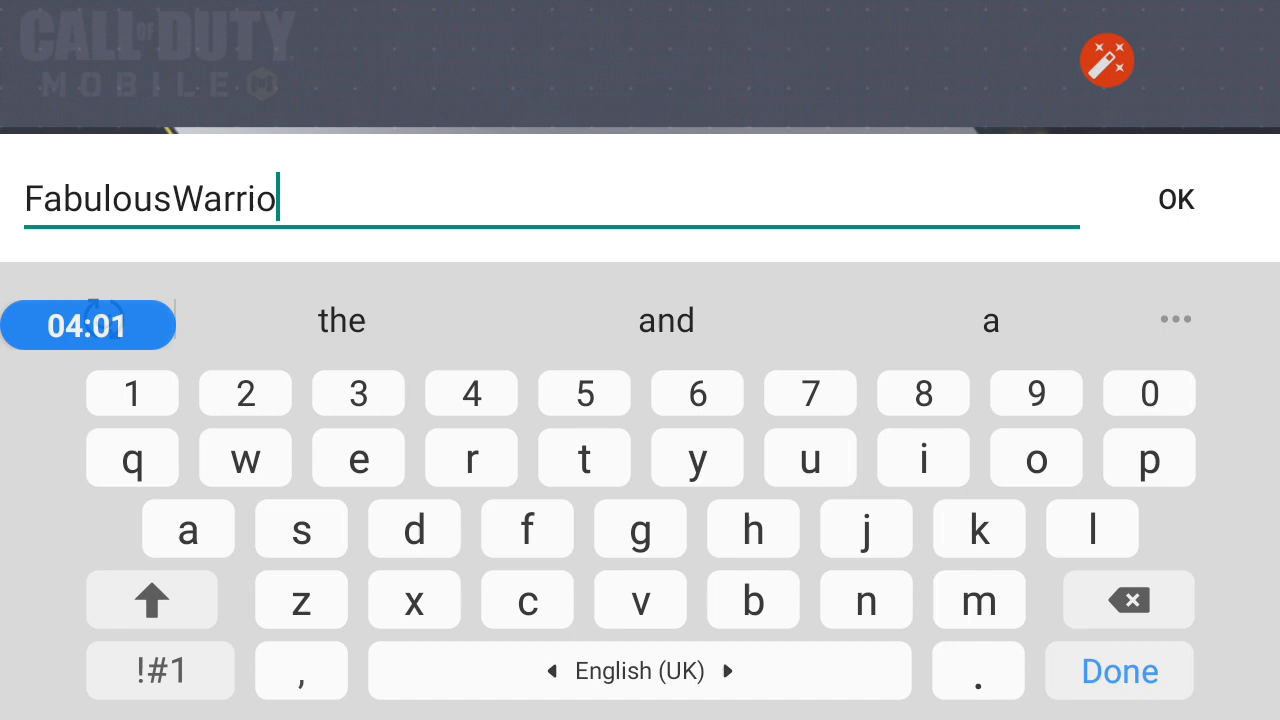 CALL OF DUTY
MOBILE
FabulousWarrio
OK
04:01
the and a
1 2 3 4 5 6 7 8 9 0
q w e r t y u i o p
a s d f g h j k l
z x c v b n m
!#1 , English (UK) . Done